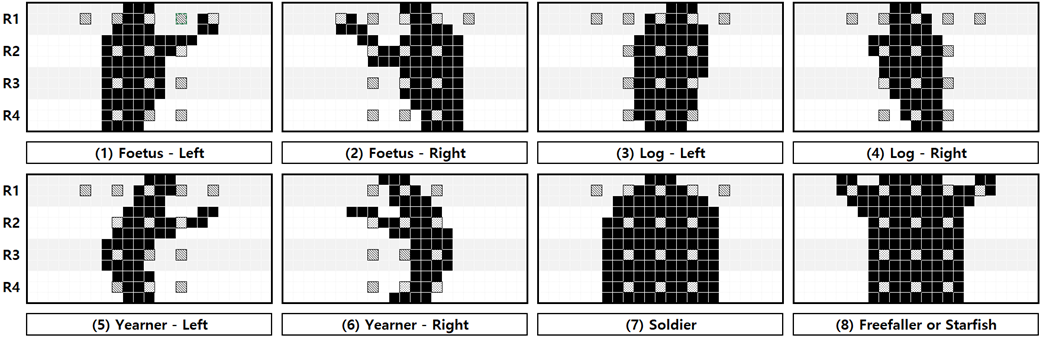 R1
R2
R3
R4
(1) Foetus - Left
(2) Foetus - Right
(3) Log - Left
(4) Log - Right
R1
R2
R3
R4
(5) Yearner - Left
(6) Yearner - Right
(7) Soldier
(8) Freefaller or Starfish